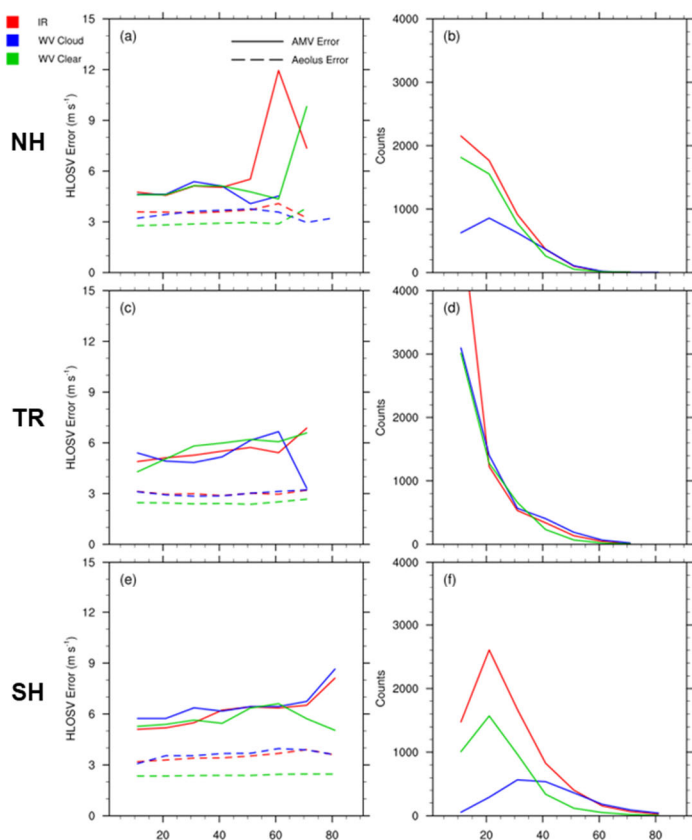 IR
WV Cloud
WV Clear
NH
TR
SH
(a)
AMV Error
Aeolus Error
HLOSV Error (m s⁻¹)
15
12
9
6
3
0
(b)
Counts
4000
3000
2000
1000
0
(c)
HLOSV Error (m s⁻¹)
15
12
9
6
3
0
(d)
Counts
4000
3000
2000
1000
0
(e)
HLOSV Error (m s⁻¹)
15
12
9
6
3
0
20 40 60 80
(f)
Counts
4000
3000
2000
1000
0
20 40 60 80